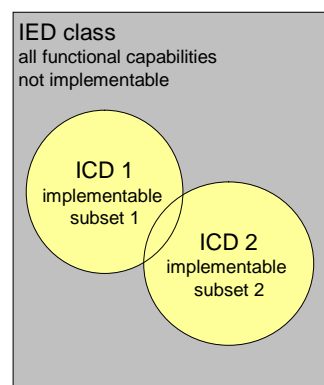 IED class
all functional capabilities
not implementable
ICD 1
implementable
subset 1
ICD 2
implementable
subset 2